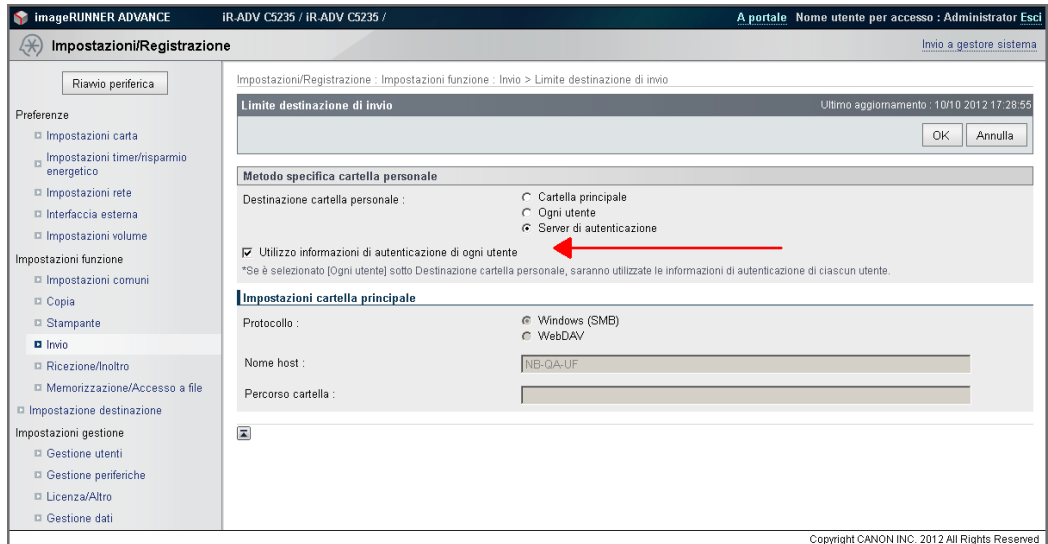 imageRUNNER ADVANCE iR-ADV C5235 / iR-ADV C5235 / A portale Nome utente per accesso : Administrator Esci
Impostazioni/Registrazione Invio a gestore sistema
Riavvio periferica
Preferenze
Impostazioni carta
Impostazioni timer/risparmio
energetico
Impostazioni rete
Interfaccia esterna
Impostazioni volume
Impostazioni funzione
Impostazioni comuni
Copia
Stampante
Invio
Ricezione/Inoltro
Memorizzazione/Accesso a file
Impostazione destinazione
Impostazioni gestione
Gestione utenti
Gestione periferiche
Licenza/Altro
Gestione dati
Impostazioni/Registrazione : Impostazioni funzione : Invio > Limite destinazione di invio
Limite destinazione di invio Ultimo aggiornamento : 10/10 2012 17:28:55
OK Annulla
Metodo specifica cartella personale
Destinazione cartella personale : Cartella principale
Ogni utente
Server di autenticazione
Utilizzo informazioni di autenticazione di ogni utente
*Se è selezionato [Ogni utente] sotto Destinazione cartella personale, saranno utilizzate le informazioni di autenticazione di ciascun utente.
Impostazioni cartella principale
Protocollo : Windows (SMB)
WebDAV
Nome host : NB-QA-UF
Percorso cartella :
Copyright CANON INC. 2012 All Rights Reserved